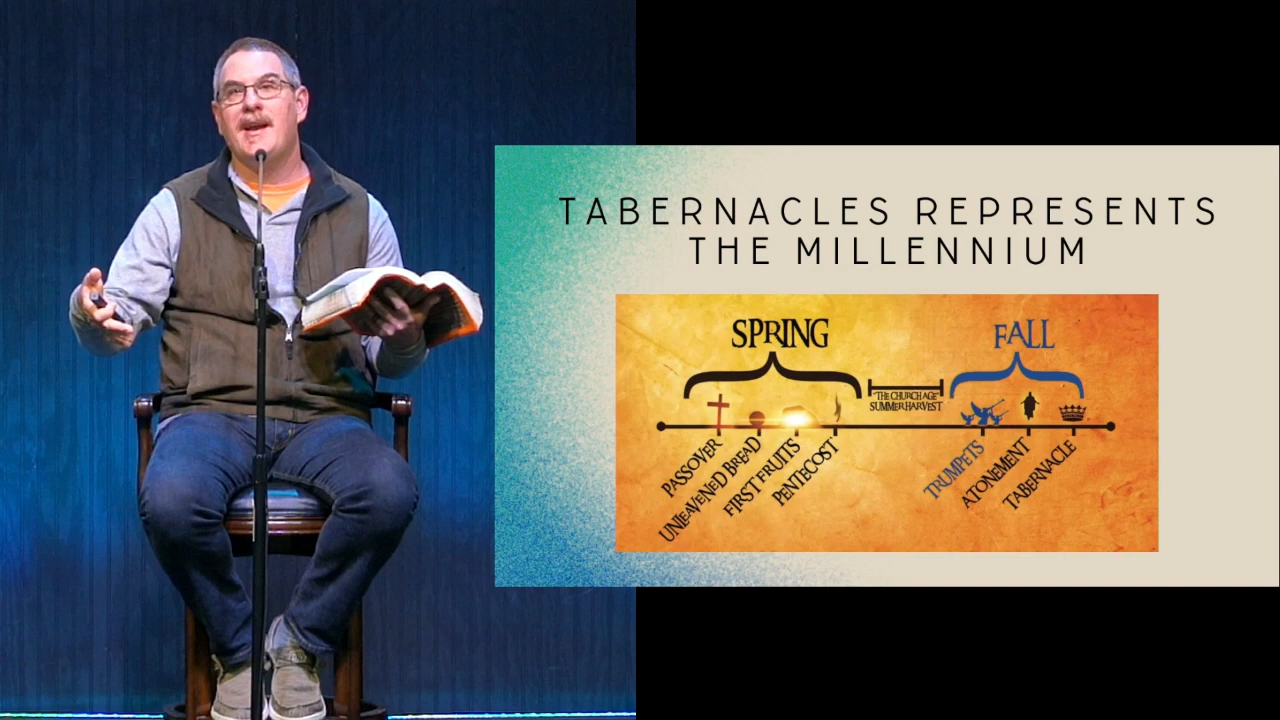 TABERNACLES REPRESENTS
THE MILLENNIUM
SPRING
FALL
"THE CHURCH AGE"
SUMMER HARVEST
PASSOVER
UNLEAVENED BREAD
FIRST FRUITS
PENTECOST
TRUMPETS
ATONEMENT
TABERNACLE